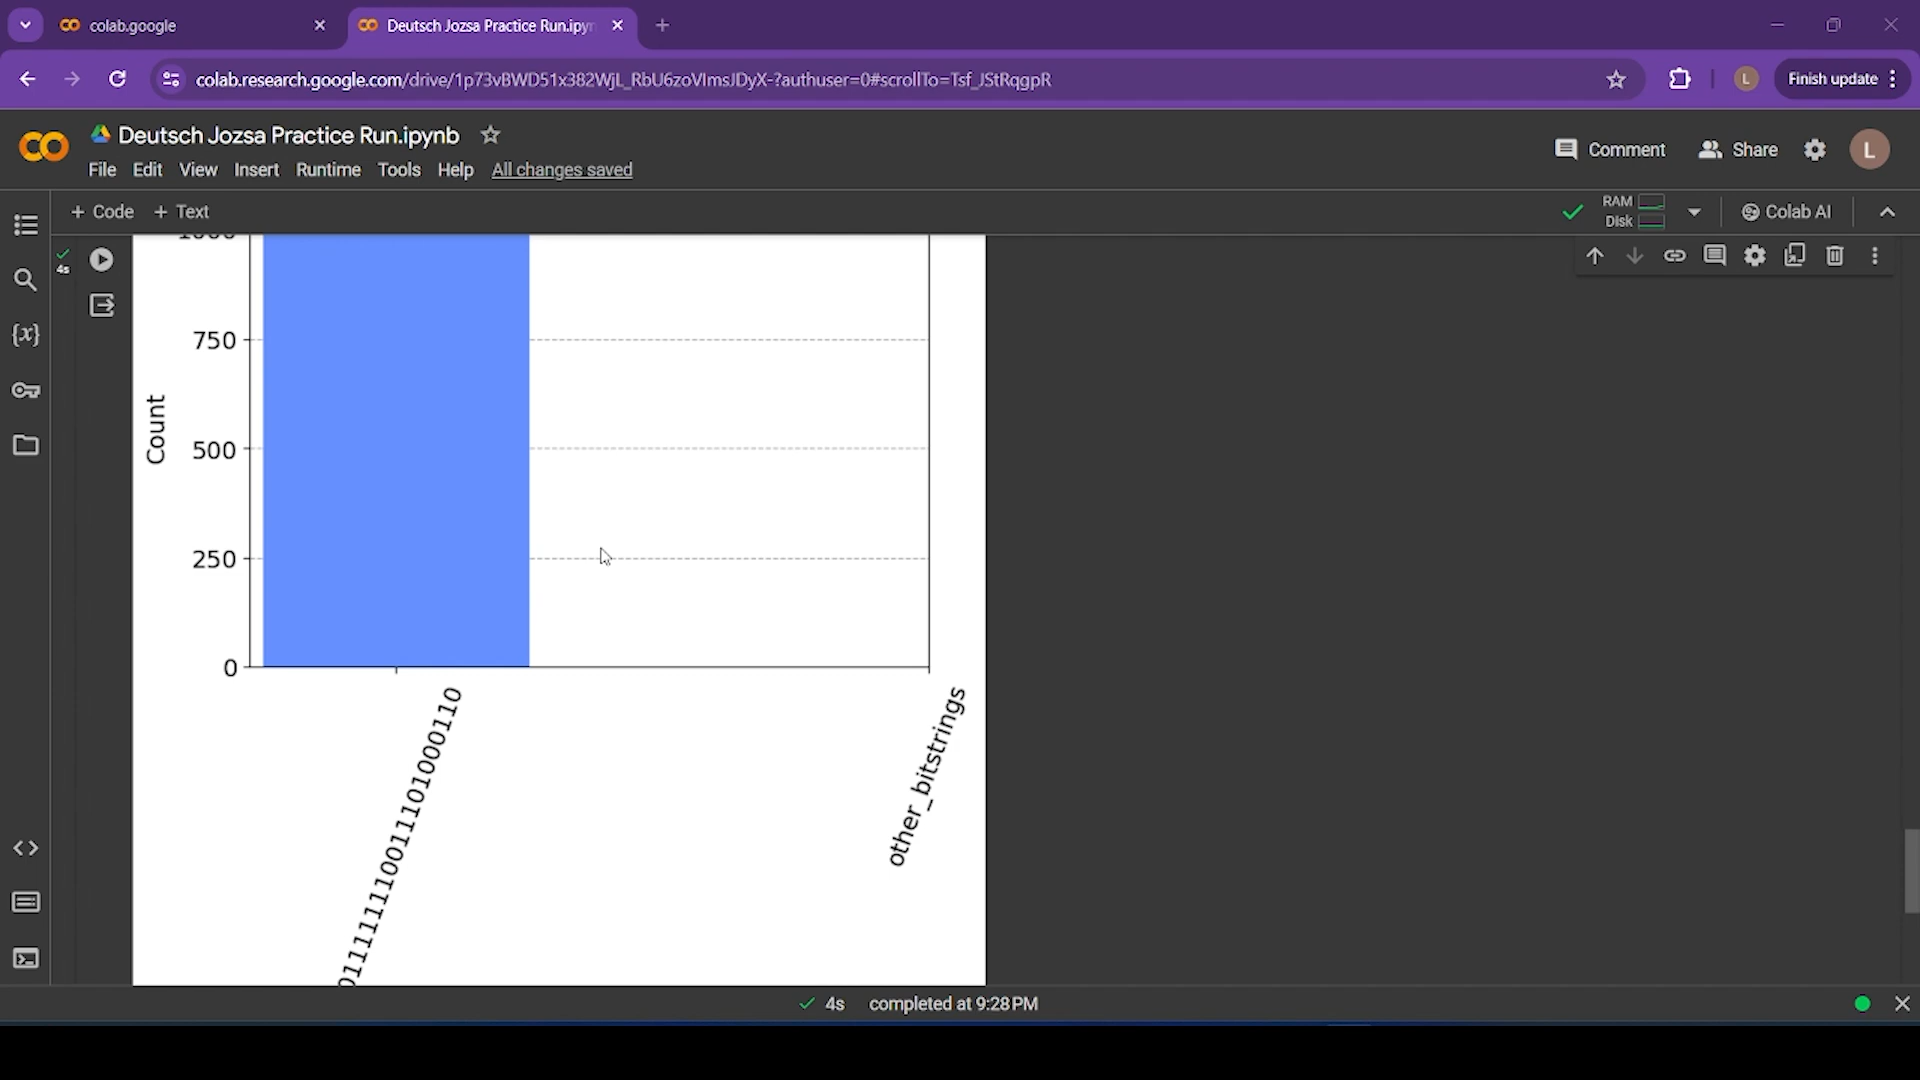 colab.google
Deutsch Jozsa Practice Run.ipyn
colab.research.google.com/drive/1p73vBWD51x382WjL_RbU6zoVImsJDyX-?authuser=0#scrollTo=Tsf_JStRqgpR
L
Finish update
Deutsch Jozsa Practice Run.ipynb
File Edit View Insert Runtime Tools Help All changes saved
Comment
Share
L
+ Code + Text
RAM
Disk
Colab AI
4s
1000
750
500
250
0
Count
other_bitstrings
4s completed at 9:28 PM